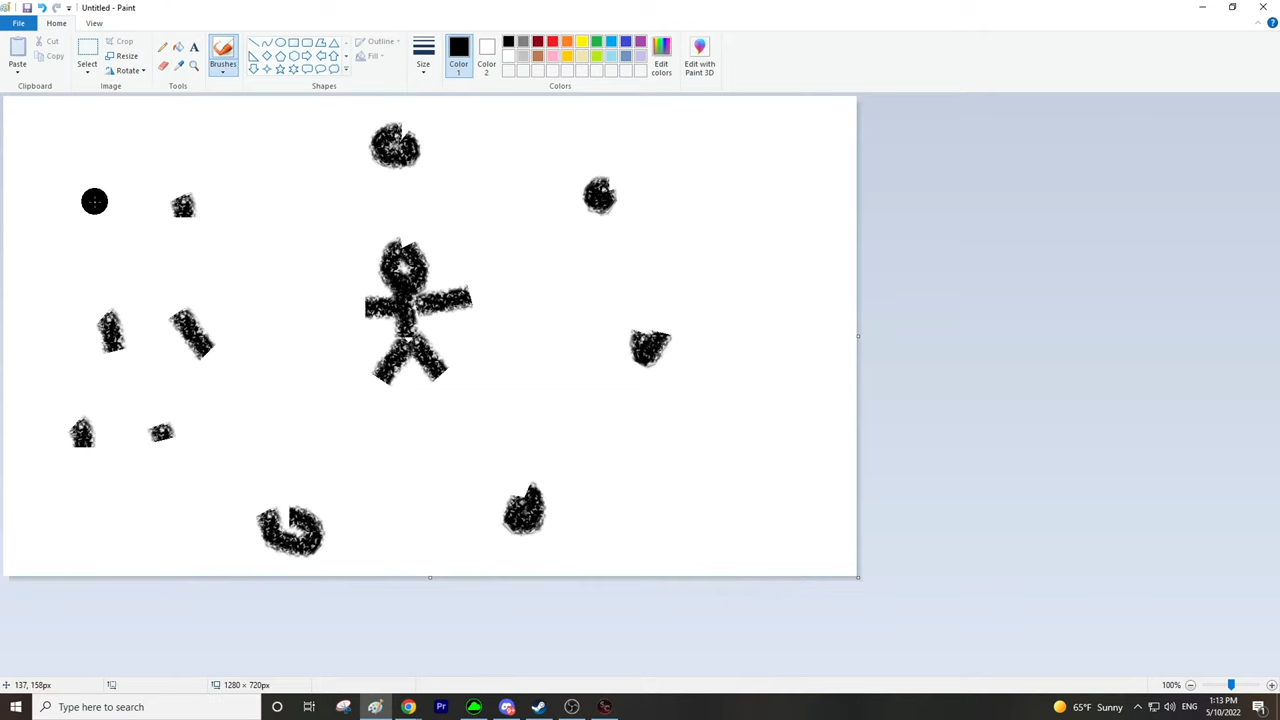 Untitled - Paint
File Home View
Paste
Cut
Copy
Clipboard
Select
Crop
Resize
Rotate
Image
A
Tools
Brushes
Outline
Fill
Shapes
Size
Color 1
Color 2
Edit colors
Colors
Edit with Paint 3D
137, 158px
1280 × 720px
100%
Type here to search
Pr
65°F Sunny
ENG
1:13 PM
5/10/2022